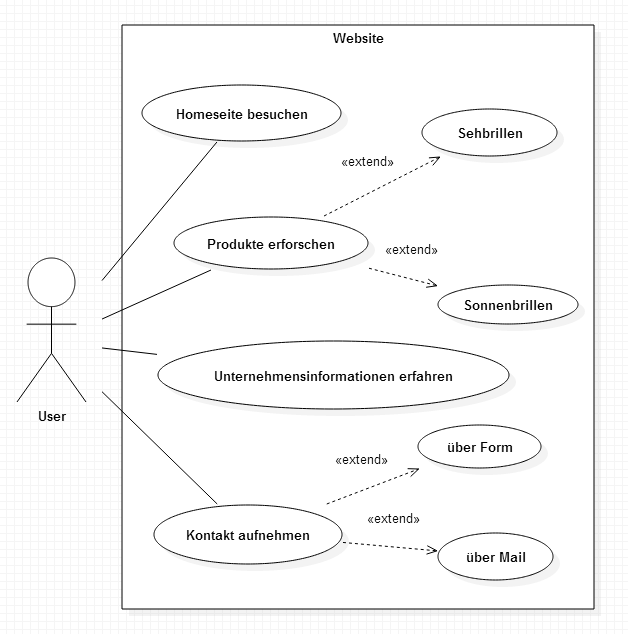 Website
Homeseite besuchen
Sehbrillen
«extend»
Produkte erforschen
«extend»
Sonnenbrillen
Unternehmensinformationen erfahren
User
über Form
«extend»
«extend»
Kontakt aufnehmen
über Mail